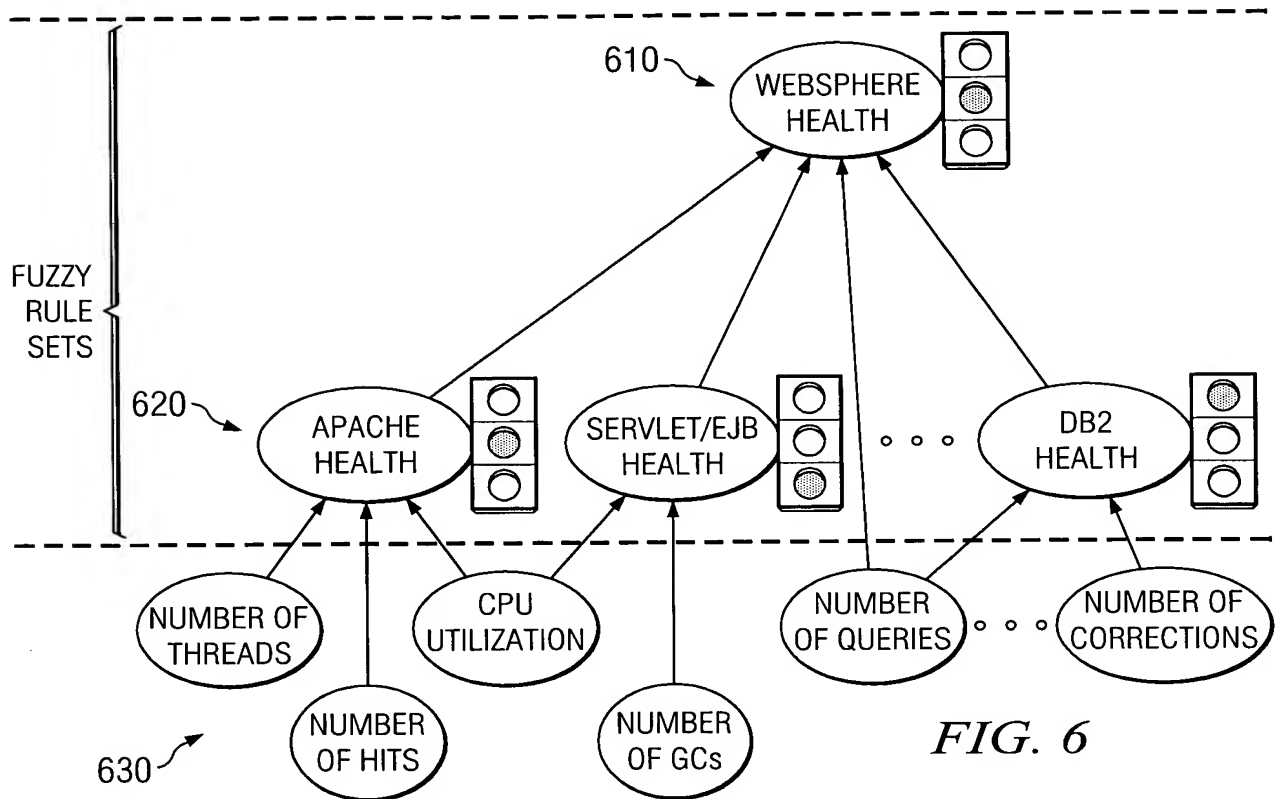 610
WEBSPHERE
HEALTH
FUZZY
RULE
SETS
620
APACHE
HEALTH
SERVLET/EJB
HEALTH
DB2
HEALTH
NUMBER OF
THREADS
CPU
UTILIZATION
NUMBER
OF QUERIES
NUMBER OF
CORRECTIONS
630
NUMBER
OF HITS
NUMBER
OF GCs
FIG. 6